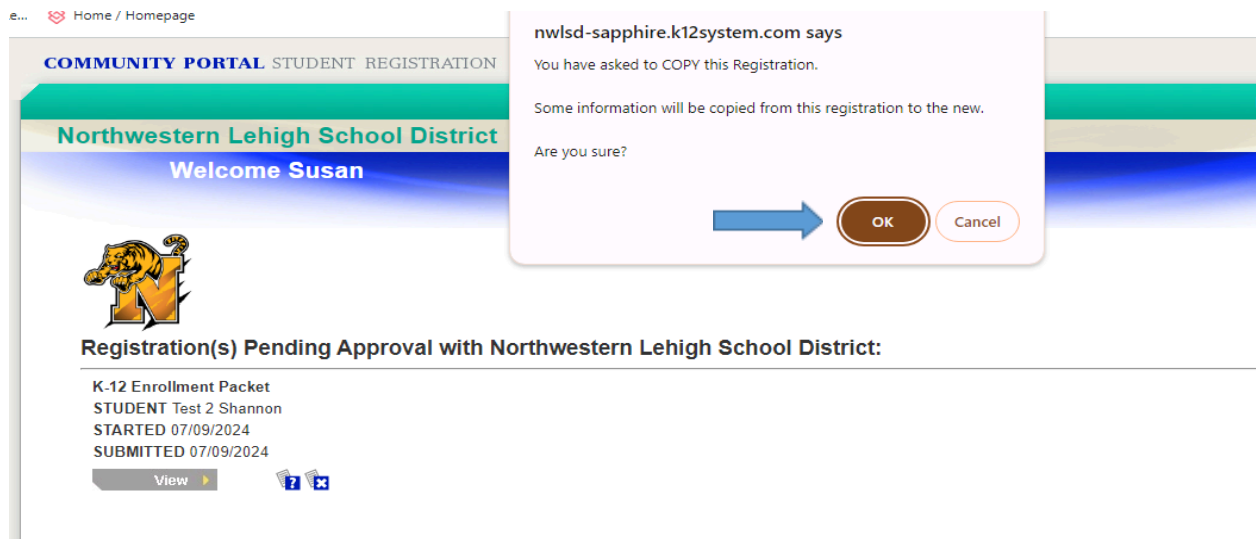 e... Home / Homepage
nwlsd-sapphire.k12system.com says
COMMUNITY PORTAL STUDENT REGISTRATION
You have asked to COPY this Registration.
Some information will be copied from this registration to the new.
Northwestern Lehigh School District
Are you sure?
Welcome Susan
OK Cancel
N
Registration(s) Pending Approval with Northwestern Lehigh School District:
K-12 Enrollment Packet
STUDENT Test 2 Shannon
STARTED 07/09/2024
SUBMITTED 07/09/2024
View